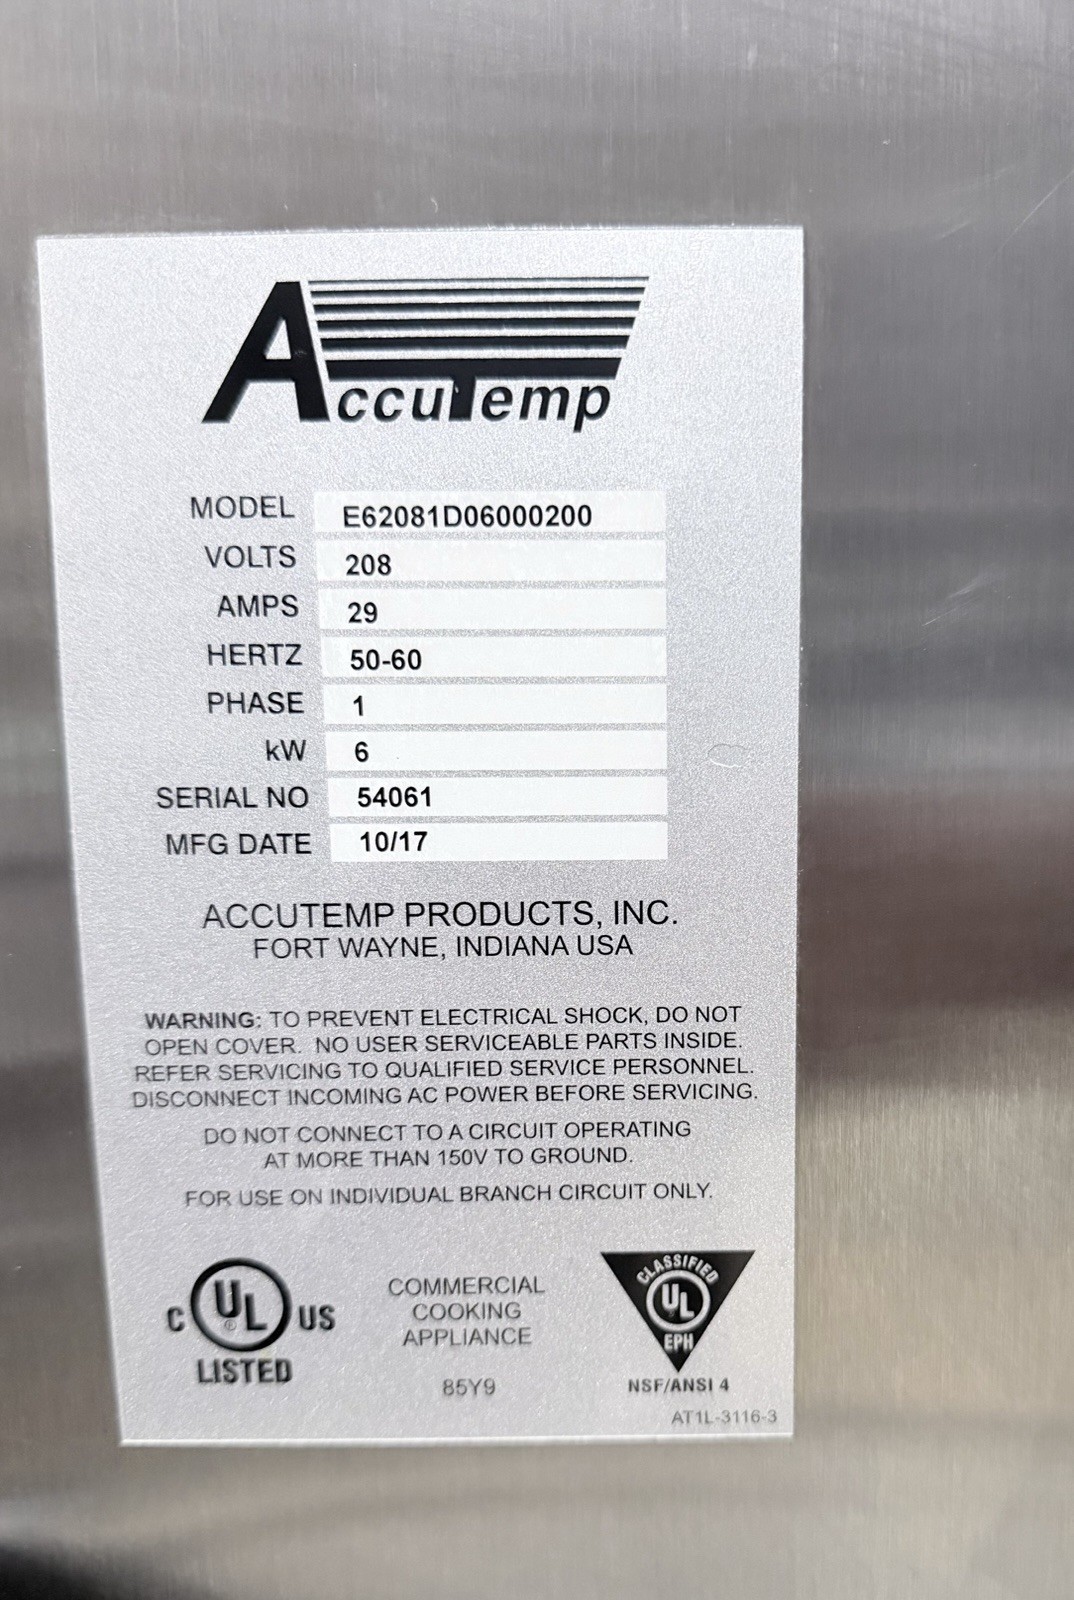 AccuTemp
MODEL E62081D06000200
VOLTS 208
AMPS 29
HERTZ 50-60
PHASE 1
kW 6
SERIAL NO 54061
MFG DATE 10/17
ACCUTEMP PRODUCTS, INC.
FORT WAYNE, INDIANA USA
WARNING: TO PREVENT ELECTRICAL SHOCK, DO NOT
OPEN COVER. NO USER SERVICEABLE PARTS INSIDE.
REFER SERVICING TO QUALIFIED SERVICE PERSONNEL.
DISCONNECT INCOMING AC POWER BEFORE SERVICING.
DO NOT CONNECT TO A CIRCUIT OPERATING
AT MORE THAN 150V TO GROUND.
FOR USE ON INDIVIDUAL BRANCH CIRCUIT ONLY.
C UL ® US
LISTED
COMMERCIAL
COOKING
APPLIANCE
85Y9
CLASSIFIED
UL
EPH
NSF/ANSI 4
AT1L-3116-3